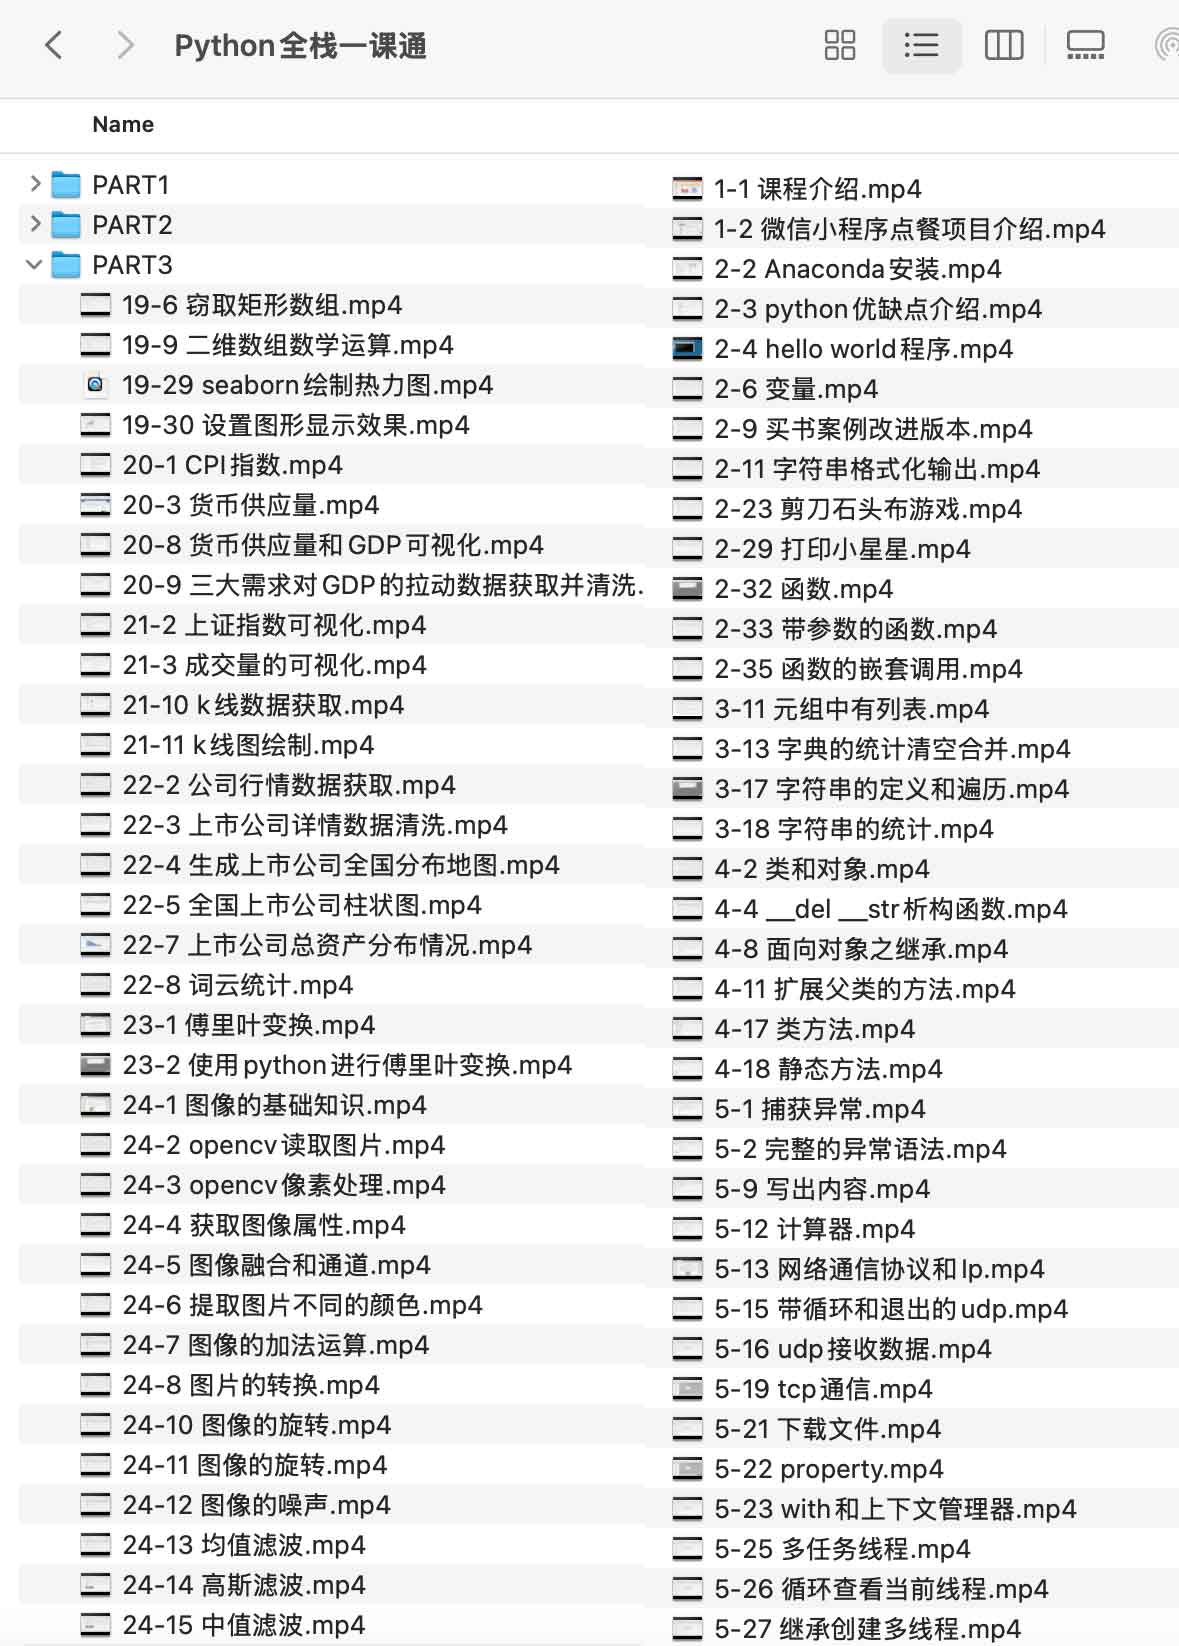 Python全栈一课通
Name
PART1
PART2
PART3
19-6 窃取矩形数组.mp4
19-9 二维数组数学运算.mp4
19-29 seaborn绘制热力图.mp4
19-30 设置图形显示效果.mp4
20-1 CPI指数.mp4
20-3 货币供应量.mp4
20-8 货币供应量和GDP可视化.mp4
20-9 三大需求对GDP的拉动数据获取并清洗.
21-2 上证指数可视化.mp4
21-3 成交量的可视化.mp4
21-10 k线数据获取.mp4
21-11 k线图绘制.mp4
22-2 公司行情数据获取.mp4
22-3 上市公司详情数据清洗.mp4
22-4 生成上市公司全国分布地图.mp4
22-5 全国上市公司柱状图.mp4
22-7 上市公司总资产分布情况.mp4
22-8 词云统计.mp4
23-1 傅里叶变换.mp4
23-2 使用python进行傅里叶变换.mp4
24-1 图像的基础知识.mp4
24-2 opencv读取图片.mp4
24-3 opencv像素处理.mp4
24-4 获取图像属性.mp4
24-5 图像融合和通道.mp4
24-6 提取图片不同的颜色.mp4
24-7 图像的加法运算.mp4
24-8 图片的转换.mp4
24-10 图像的旋转.mp4
24-11 图像的旋转.mp4
24-12 图像的噪声.mp4
24-13 均值滤波.mp4
24-14 高斯滤波.mp4
24-15 中值滤波.mp4
1-1 课程介绍.mp4
1-2 微信小程序点餐项目介绍.mp4
2-2 Anaconda安装.mp4
2-3 python优缺点介绍.mp4
2-4 hello world程序.mp4
2-6 变量.mp4
2-9 买书案例改进版本.mp4
2-11 字符串格式化输出.mp4
2-23 剪刀石头布游戏.mp4
2-29 打印小星星.mp4
2-32 函数.mp4
2-33 带参数的函数.mp4
2-35 函数的嵌套调用.mp4
3-11 元组中有列表.mp4
3-13 字典的统计清空合并.mp4
3-17 字符串的定义和遍历.mp4
3-18 字符串的统计.mp4
4-2 类和对象.mp4
4-4 __del __str析构函数.mp4
4-8 面向对象之继承.mp4
4-11 扩展父类的方法.mp4
4-17 类方法.mp4
4-18 静态方法.mp4
5-1 捕获异常.mp4
5-2 完整的异常语法.mp4
5-9 写出内容.mp4
5-12 计算器.mp4
5-13 网络通信协议和Ip.mp4
5-15 带循环和退出的udp.mp4
5-16 udp接收数据.mp4
5-19 tcp通信.mp4
5-21 下载文件.mp4
5-22 property.mp4
5-23 with和上下文管理器.mp4
5-25 多任务线程.mp4
5-26 循环查看当前线程.mp4
5-27 继承创建多线程.mp4